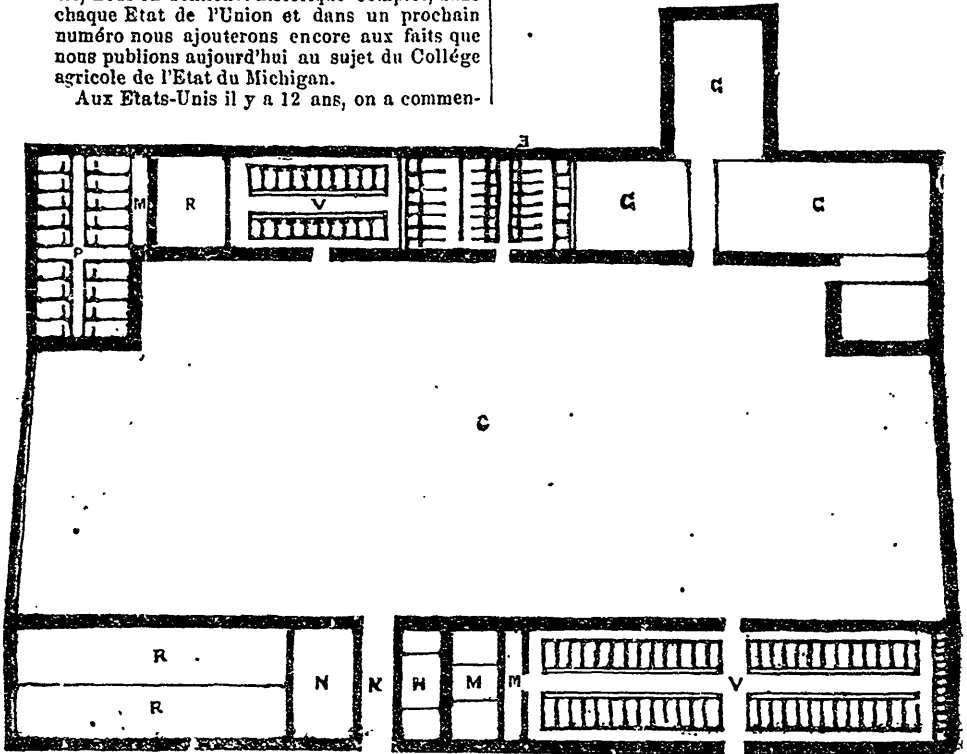 chaque Etat de l'Union et dans un prochain
numéro nous ajouterons encore aux faits que
nous publions aujourd'hui au sujet du Collége
agricole de l'Etat du Michigan.
Aux Etats-Unis il y a 12 ans, on a commen-
G
E
M R V G G
P
C
R N N H M M V
R